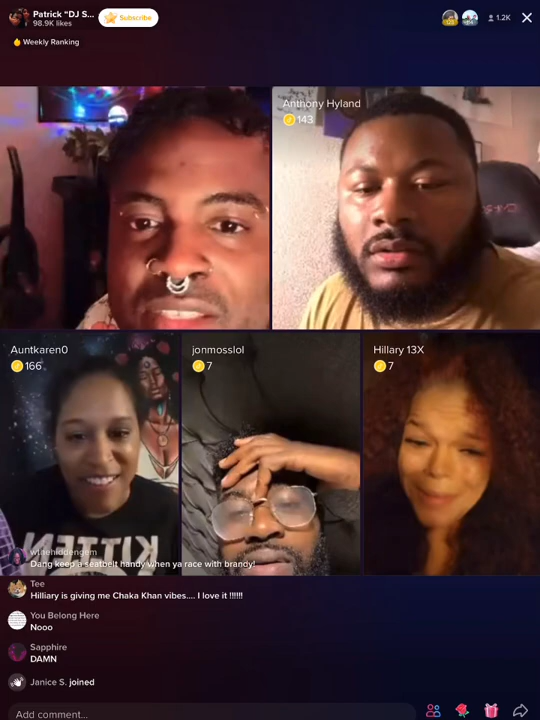 Patrick “DJ S...
98.9K likes
Subscribe
1.2K
Weekly Ranking
Anthony Hyland
143
Auntkaren0
166
jonmosslol
7
Hillary 13X
7
KITTEN
wthehiddengem
Dang keep a seatbelt handy when ya race with brandy!
Tee
Hilliary is giving me Chaka Khan vibes.... I love it !!!!!!
You Belong Here
Nooo
Sapphire
DAMN
Janice S. joined
Add comment...